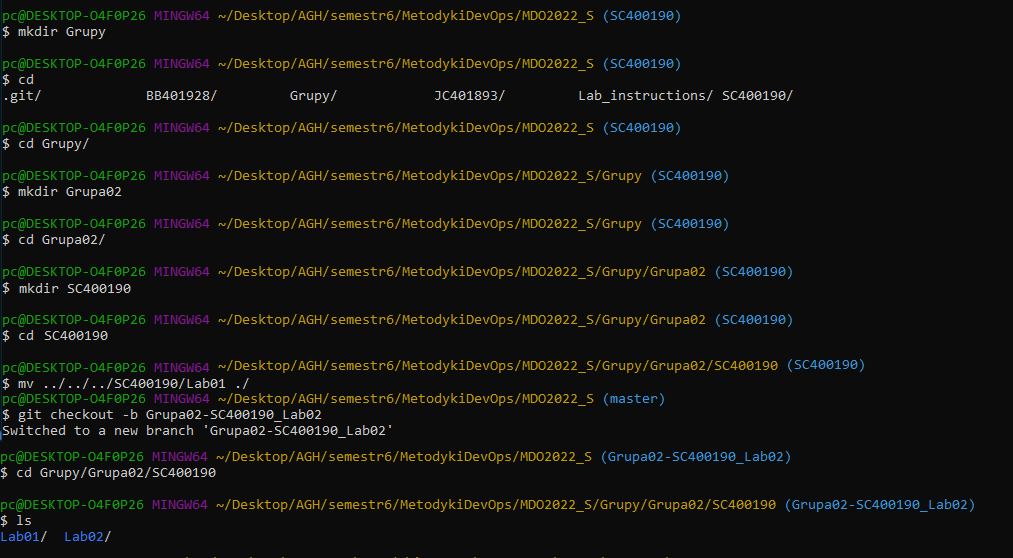 pc@DESKTOP-O4F0P26 MINGW64 ~/Desktop/AGH/semestr6/MetodykiDevOps/MDO2022_S (SC400190)
$ mkdir Grupy
pc@DESKTOP-O4F0P26 MINGW64 ~/Desktop/AGH/semestr6/MetodykiDevOps/MDO2022_S (SC400190)
$ cd
.git/ BB401928/ Grupy/ JC401893/ Lab_instructions/ SC400190/
pc@DESKTOP-O4F0P26 MINGW64 ~/Desktop/AGH/semestr6/MetodykiDevOps/MDO2022_S (SC400190)
$ cd Grupy/
pc@DESKTOP-O4F0P26 MINGW64 ~/Desktop/AGH/semestr6/MetodykiDevOps/MDO2022_S/Grupy (SC400190)
$ mkdir Grupa02
pc@DESKTOP-O4F0P26 MINGW64 ~/Desktop/AGH/semestr6/MetodykiDevOps/MDO2022_S/Grupy (SC400190)
$ cd Grupa02/
pc@DESKTOP-O4F0P26 MINGW64 ~/Desktop/AGH/semestr6/MetodykiDevOps/MDO2022_S/Grupy/Grupa02 (SC400190)
$ mkdir SC400190
pc@DESKTOP-O4F0P26 MINGW64 ~/Desktop/AGH/semestr6/MetodykiDevOps/MDO2022_S/Grupy/Grupa02 (SC400190)
$ cd SC400190
pc@DESKTOP-O4F0P26 MINGW64 ~/Desktop/AGH/semestr6/MetodykiDevOps/MDO2022_S/Grupy/Grupa02/SC400190 (SC400190)
$ mv ../../../SC400190/Lab01 ./
pc@DESKTOP-O4F0P26 MINGW64 ~/Desktop/AGH/semestr6/MetodykiDevOps/MDO2022_S (master)
$ git checkout -b Grupa02-SC400190_Lab02
Switched to a new branch 'Grupa02-SC400190_Lab02'
pc@DESKTOP-O4F0P26 MINGW64 ~/Desktop/AGH/semestr6/MetodykiDevOps/MDO2022_S (Grupa02-SC400190_Lab02)
$ cd Grupy/Grupa02/SC400190
pc@DESKTOP-O4F0P26 MINGW64 ~/Desktop/AGH/semestr6/MetodykiDevOps/MDO2022_S/Grupy/Grupa02/SC400190 (Grupa02-SC400190_Lab02)
$ ls
Lab01/ Lab02/